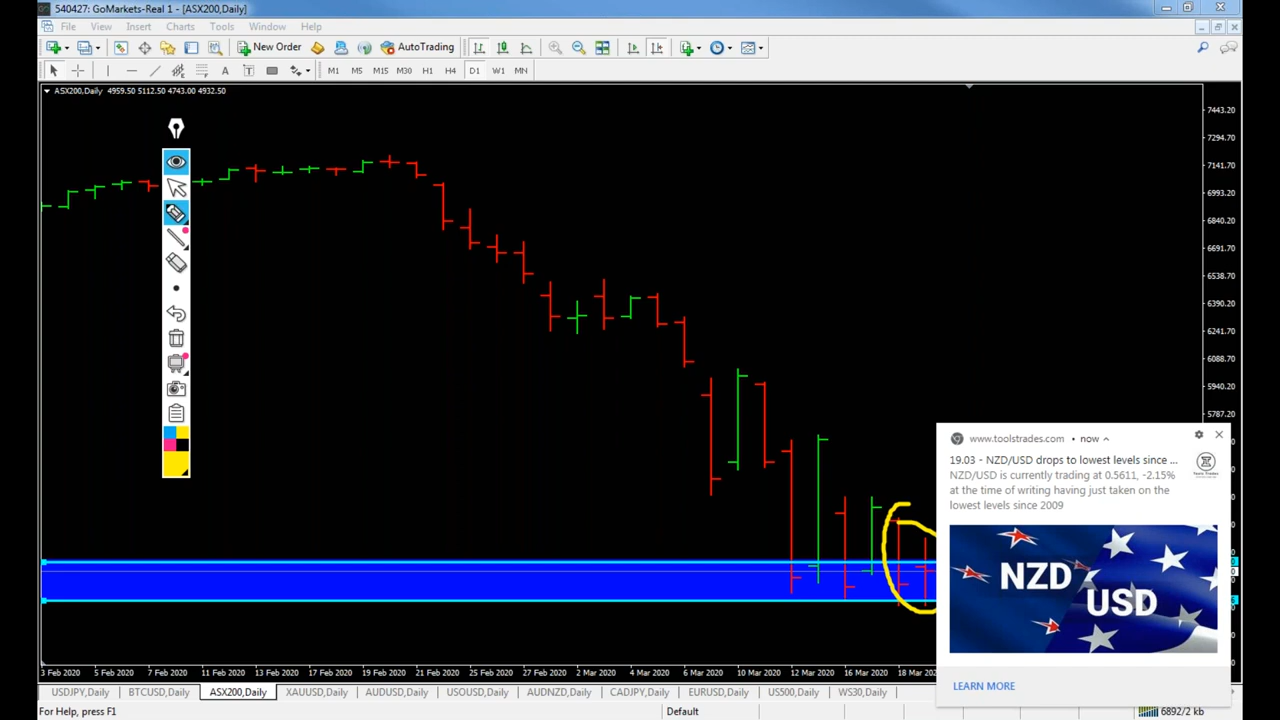 540427: GoMarkets-Real 1 - [ASX200,Daily]
File View Insert Charts Tools Window Help
New Order AutoTrading
A T M1 M5 M15 M30 H1 H4 D1 W1 MN
ASX200,Daily 4959.50 5112.50 4743.00 4932.50
7443.20
7294.70
7141.70
6993.20
6840.20
6691.70
6538.70
6390.20
6241.70
6088.70
5940.20
5787.20
www.toolstrades.com • now
19.03 - NZD/USD drops to lowest levels since ...
NZD/USD is currently trading at 0.5611, -2.15%
at the time of writing having just taken on the
lowest levels since 2009
NZD
USD
LEARN MORE
3 Feb 2020 5 Feb 2020 7 Feb 2020 11 Feb 2020 13 Feb 2020 17 Feb 2020 19 Feb 2020 21 Feb 2020 25 Feb 2020 27 Feb 2020 2 Mar 2020 4 Mar 2020 6 Mar 2020 10 Mar 2020 12 Mar 2020 16 Mar 2020 18 Mar
USDJPY,Daily BTCUSD,Daily ASX200,Daily XAUUSD,Daily AUDUSD,Daily USOUSD,Daily AUDNZD,Daily CADJPY,Daily EURUSD,Daily US500,Daily WS30,Daily
For Help, press F1 Default 6892/2 kb